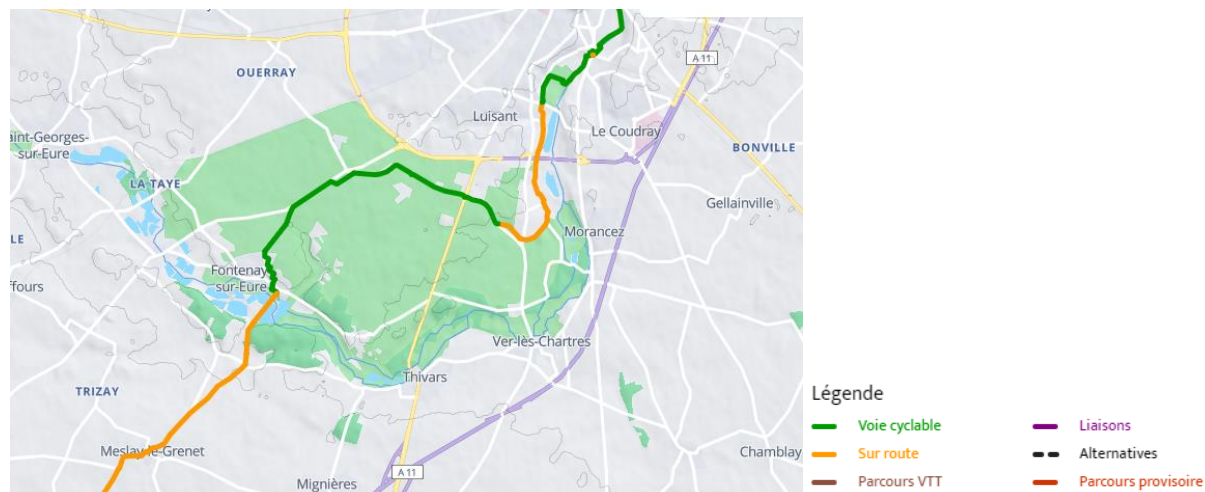 OUERRAY
A 11
Luisant
Le Coudray
aint-Georges-
sur-Eure
BONVILLE
LA TAYE
Gellainville
Morancez
LE
Fontenay
sur-Eure
ffours
Ver-lès-Chartres
Thivars
TRIZAY
Meslay-le-Grenet
A 11
Mignières
Chamblay
Légende
Voie cyclable
Liaisons
Sur route
Alternatives
Parcours VTT
Parcours provisoire